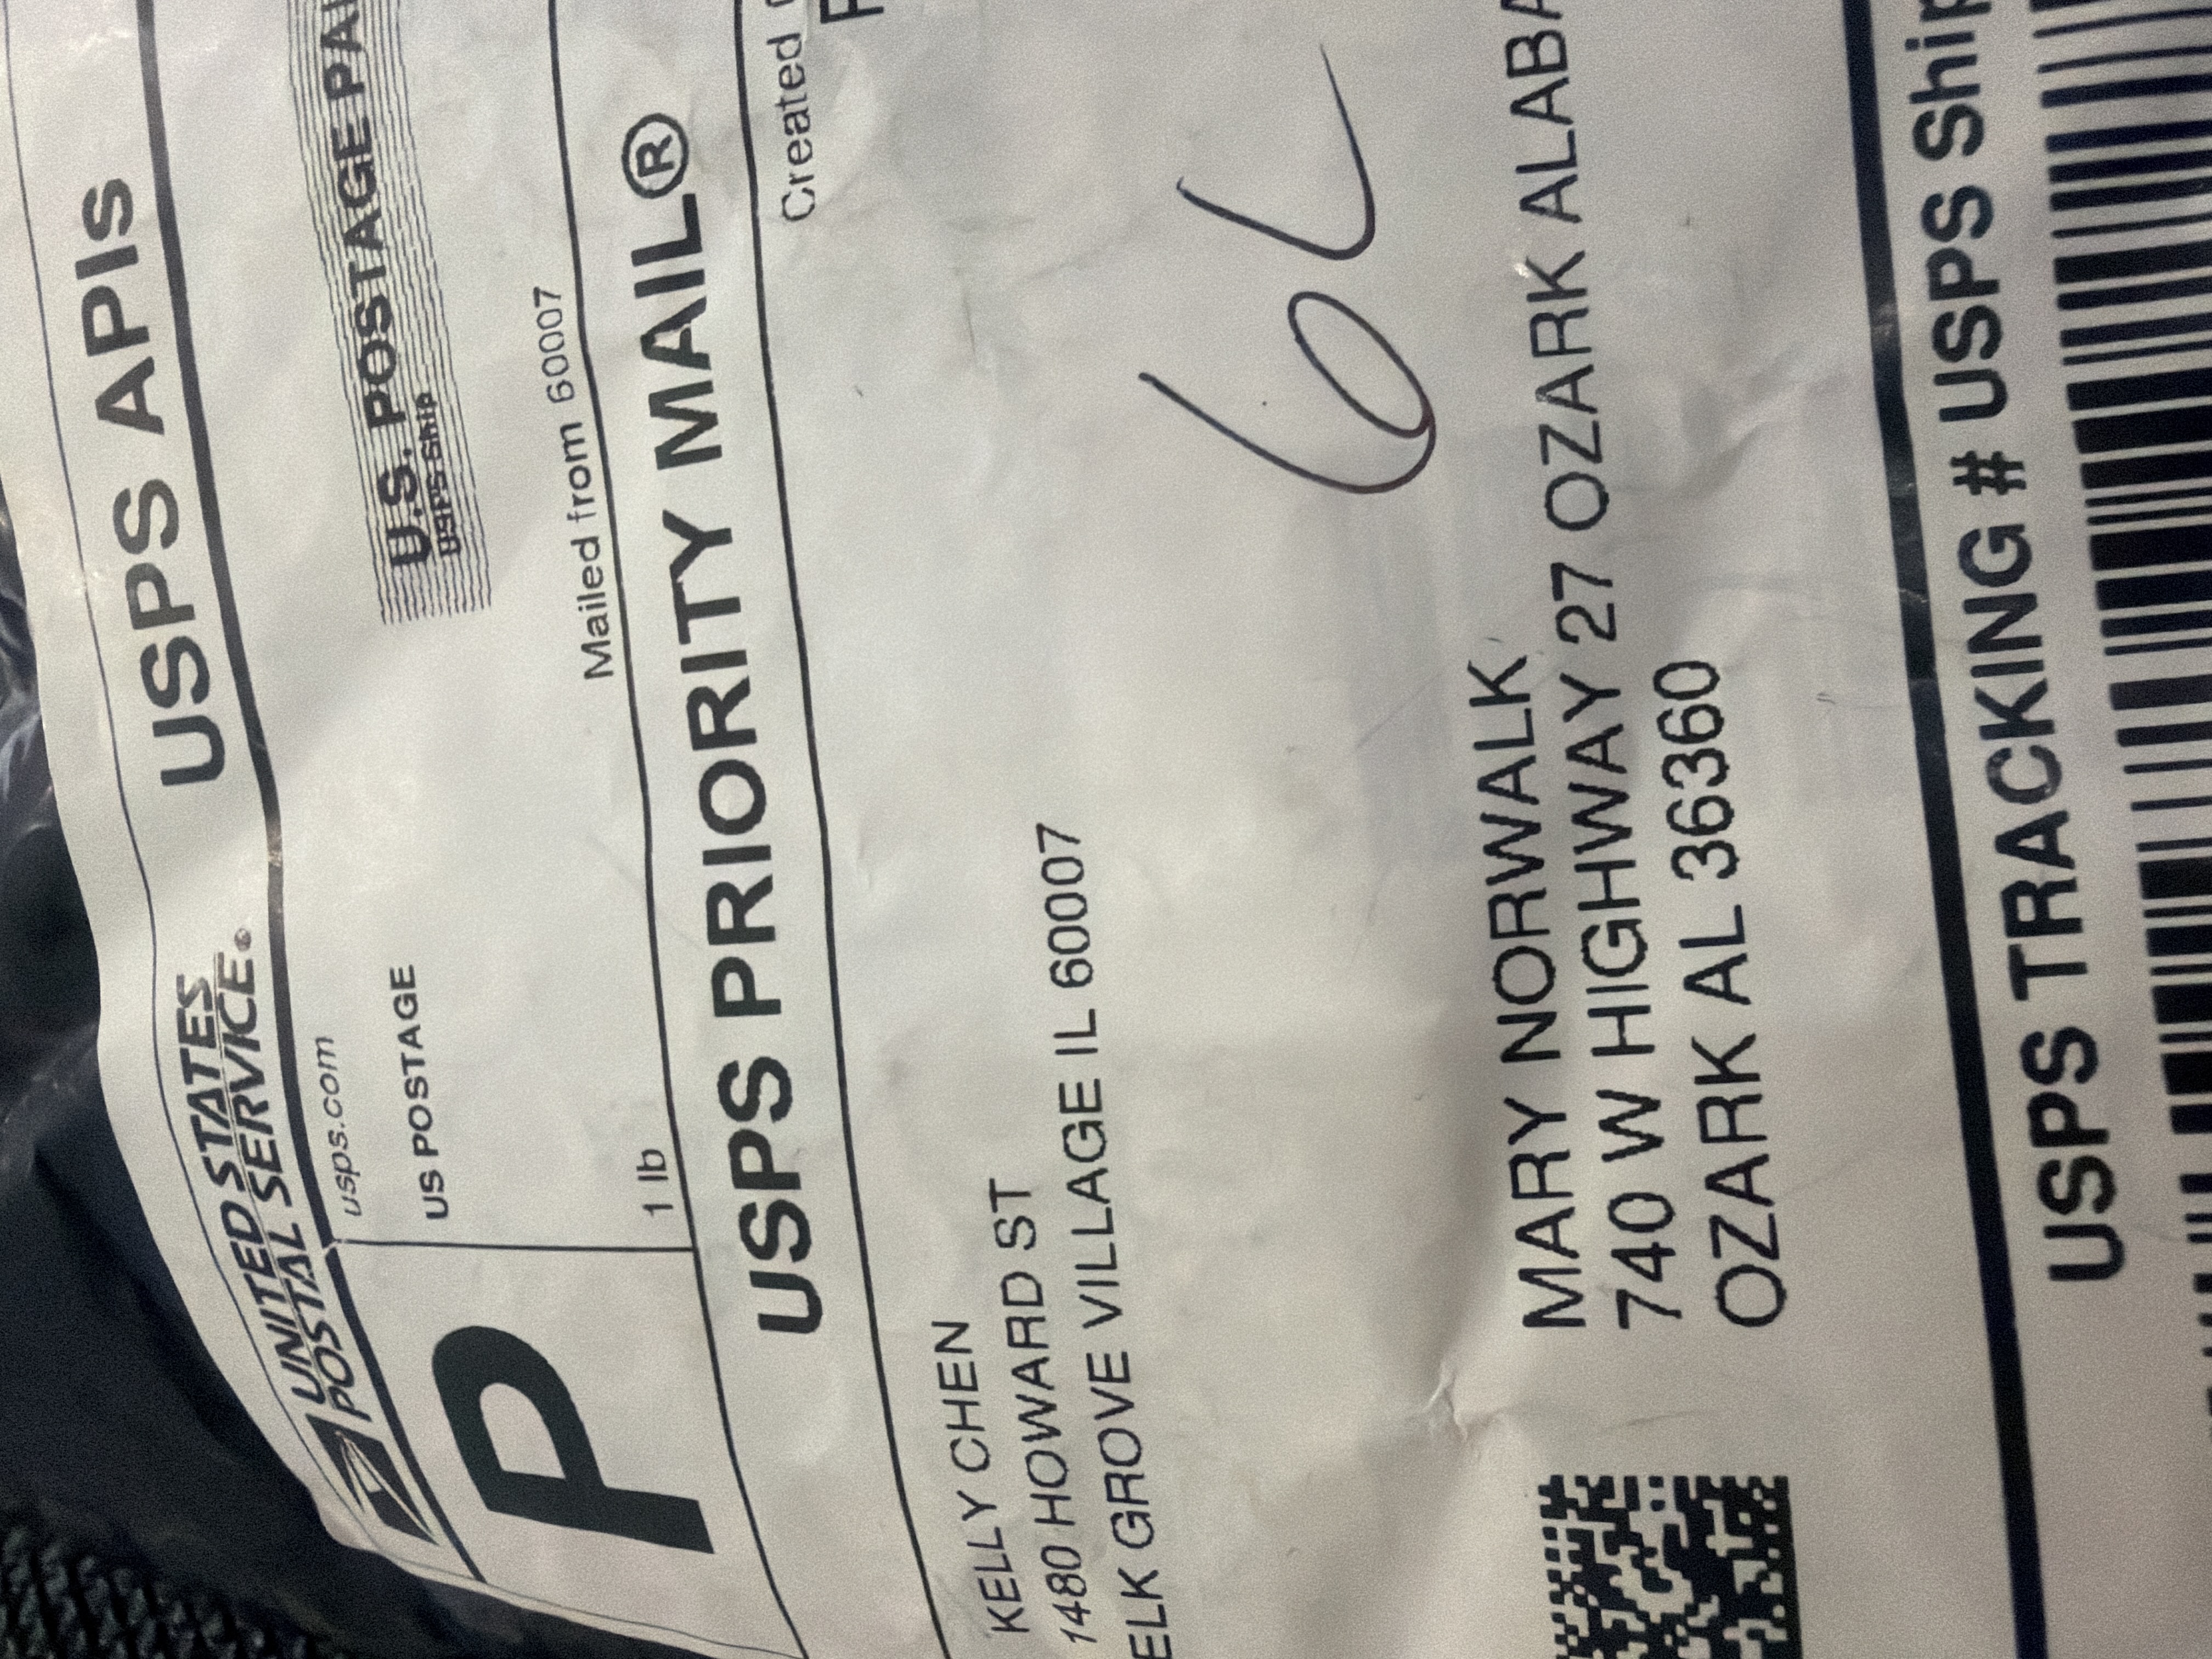 USPS APIS
UNITED STATES
POSTAL SERVICE®
usps.com
US POSTAGE
U.S. POSTAGE
USPS Ship
Mailed from 60007
1 lb
P
USPS PRIORITY MAIL®
Created
KELLY CHEN
1480 HOWARD ST
ELK GROVE VILLAGE IL 60007
6L
MARY NORWALK
740 W HIGHWAY 27 OZARK ALABA
OZARK AL 36360
USPS TRACKING # USPS Ship